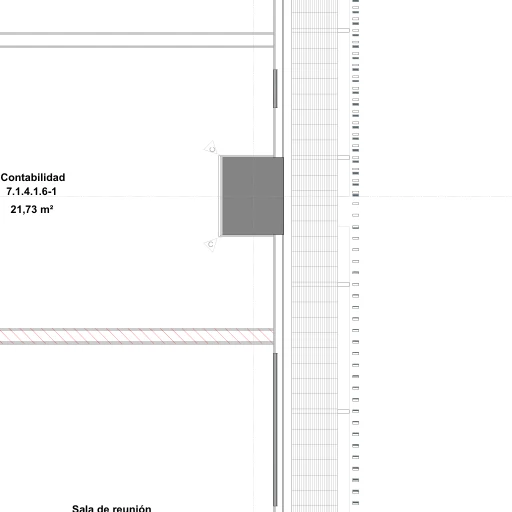 Contabilidad
7.1.4.1.6-1
21,73 m²
C
Sala de reunión